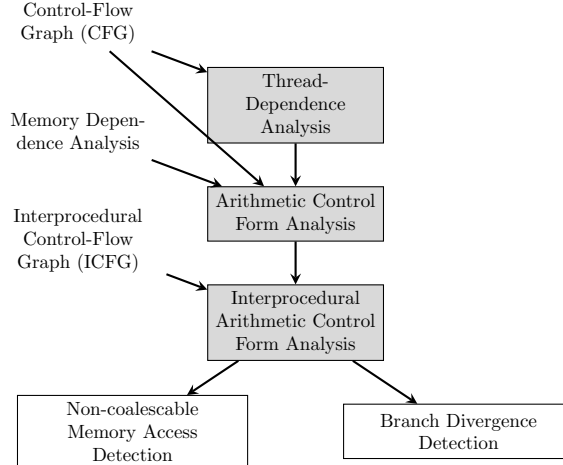 Control-Flow
Graph (CFG)
Thread-
Dependence
Analysis
Memory Depen-
dence Analysis
Arithmetic Control
Form Analysis
Interprocedural
Control-Flow
Graph (ICFG)
Interprocedural
Arithmetic Control
Form Analysis
Non-coalescable
Memory Access
Detection
Branch Divergence
Detection